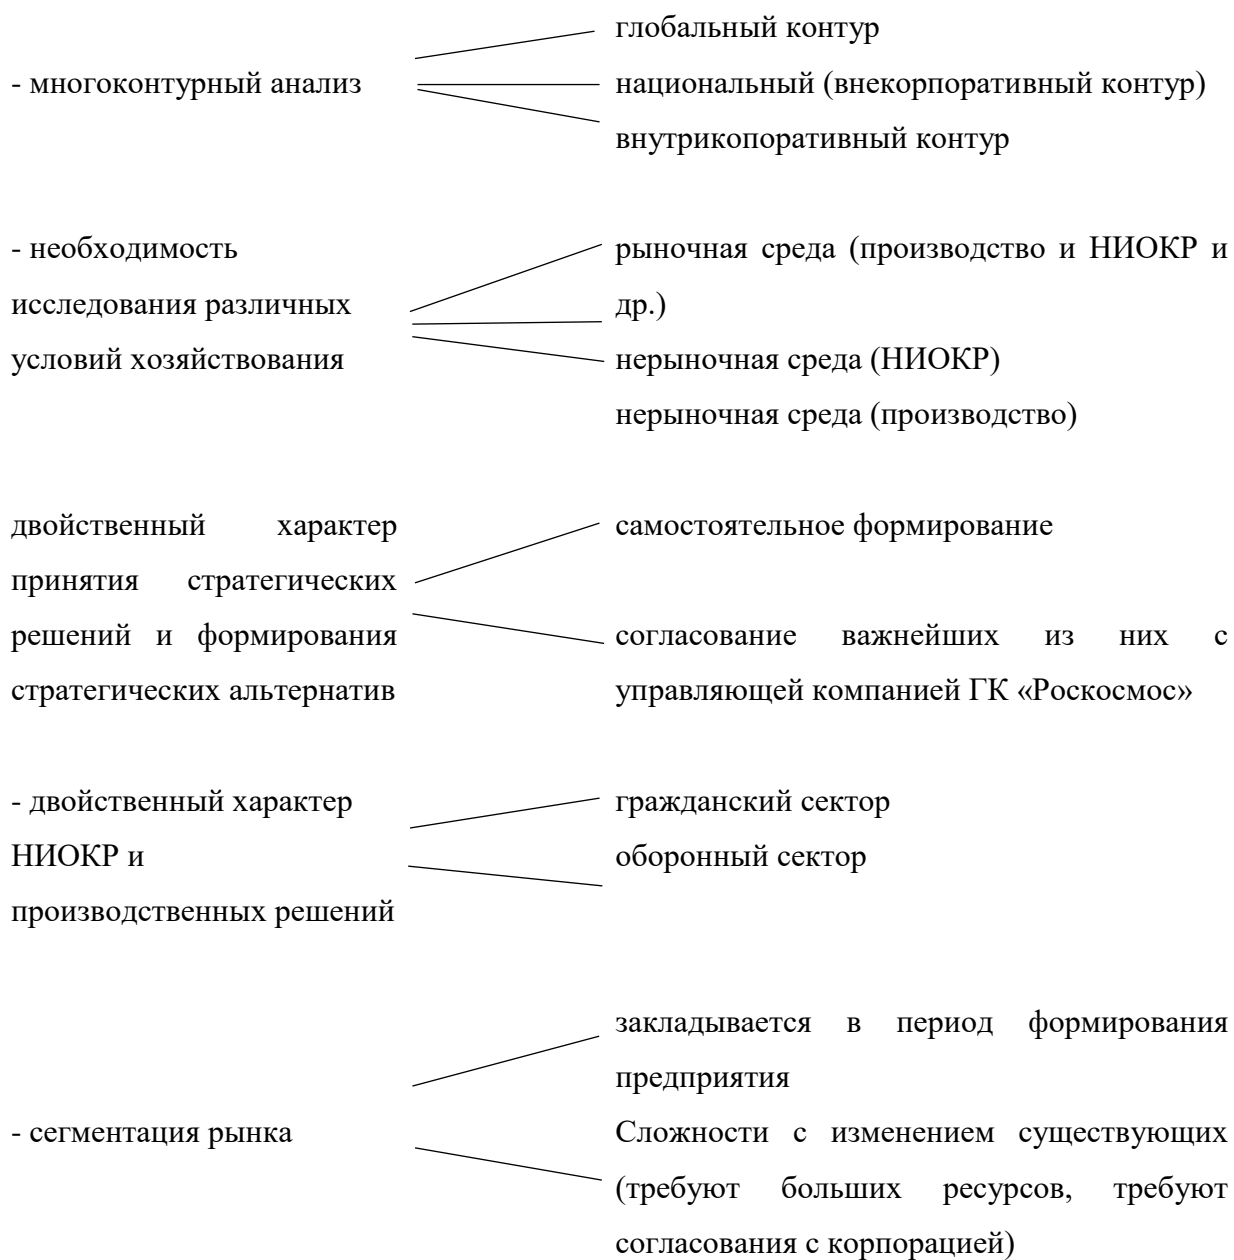 глобальный контур
- многоконтурный анализ
национальный (внекорпоративный контур)
внутрикопоративный контур
- необходимость
исследования различных
условий хозяйствования
рыночная среда (производство и НИОКР и
др.)
нерыночная среда (НИОКР)
нерыночная среда (производство)
двойственный характер
принятия стратегических
решений и формирования
стратегических альтернатив
самостоятельное формирование
согласование важнейших из них с
управляющей компанией ГК «Роскосмос»
- двойственный характер
НИОКР и
производственных решений
гражданский сектор
оборонный сектор
- сегментация рынка
закладывается в период формирования
предприятия
Сложности с изменением существующих
(требуют больших ресурсов, требуют
согласования с корпорацией)